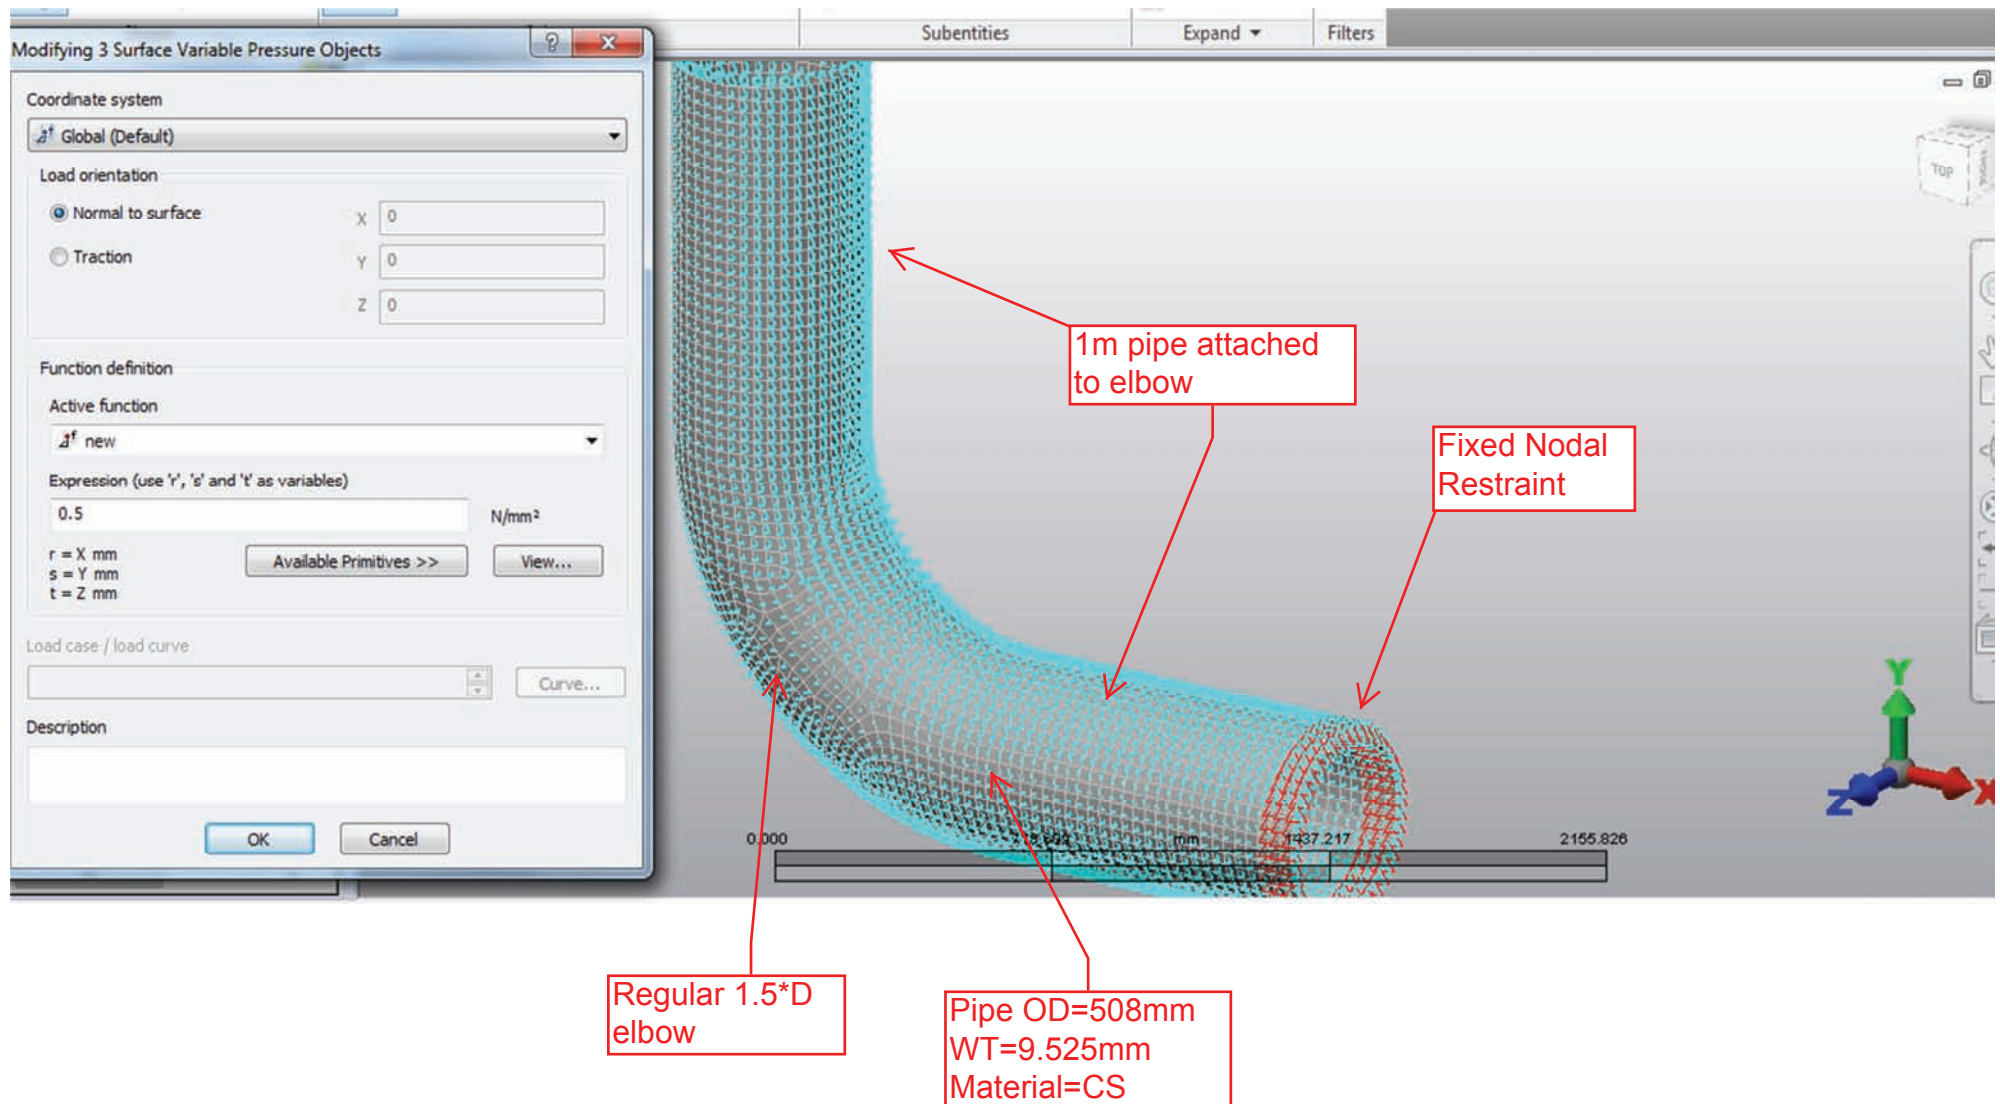 Subentities
Expand
Filters
Modifying 3 Surface Variable Pressure Objects
?
Coordinate system
Global (Default)
Load orientation
Normal to surface
X 0
Traction
Y 0
Z 0
Function definition
Active function
new
Expression (use 'r', 's' and 't' as variables)
0.5
N/mm²
r = X mm
s = Y mm
t = Z mm
Available Primitives >>
View...
Load case / load curve
Curve...
Description
OK
Cancel
TOP
1m pipe attached
to elbow
Fixed Nodal
Restraint
Y
Z
X
0.000
mm
2155.826
Regular 1.5*D
elbow
Pipe OD=508mm
WT=9.525mm
Material=CS